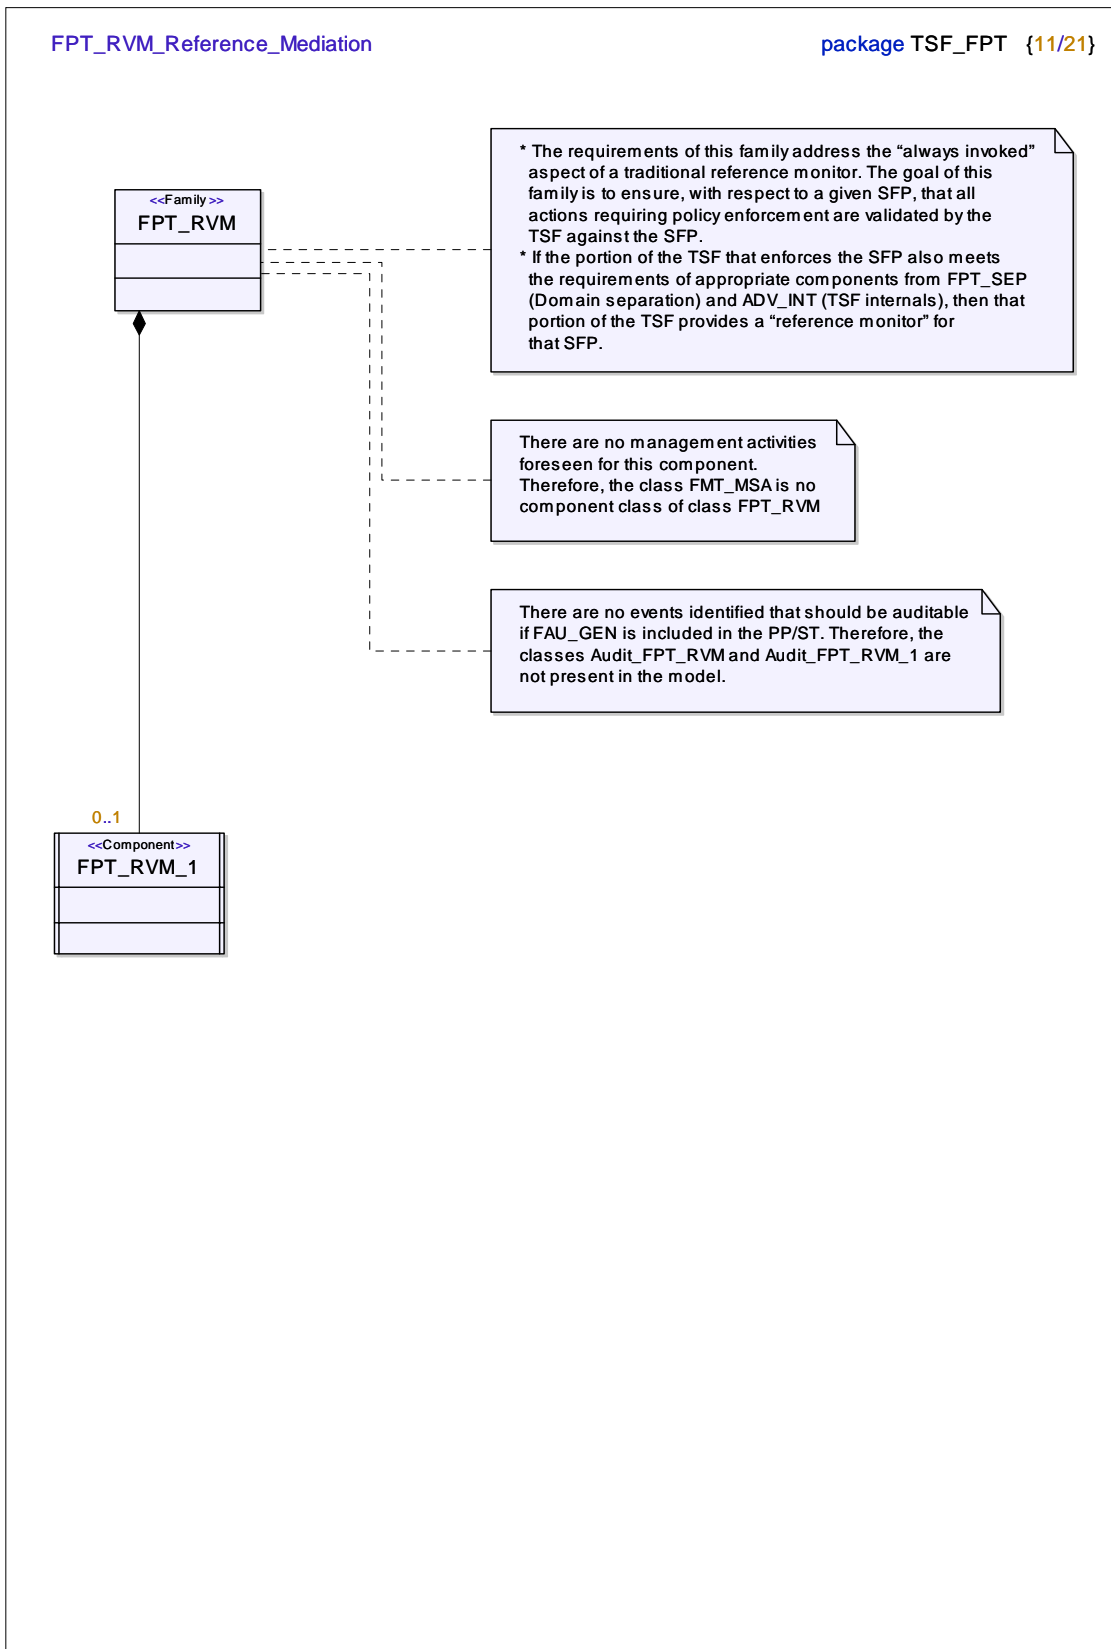 FPT_RVM_Reference_Mediation
package TSF_FPT {11/21}
<<Family>>
FPT_RVM
* The requirements of this family address the “always invoked”
aspect of a traditional reference monitor. The goal of this
family is to ensure, with respect to a given SFP, that all
actions requiring policy enforcement are validated by the
TSF against the SFP.
* If the portion of the TSF that enforces the SFP also meets
the requirements of appropriate components from FPT_SEP
(Domain separation) and ADV_INT (TSF internals), then that
portion of the TSF provides a “reference monitor” for
that SFP.
There are no management activities
foreseen for this component.
Therefore, the class FMT_MSA is no
component class of class FPT_RVM
There are no events identified that should be auditable
if FAU_GEN is included in the PP/ST. Therefore, the
classes Audit_FPT_RVM and Audit_FPT_RVM_1 are
not present in the model.
0..1
<<Component>>
FPT_RVM_1